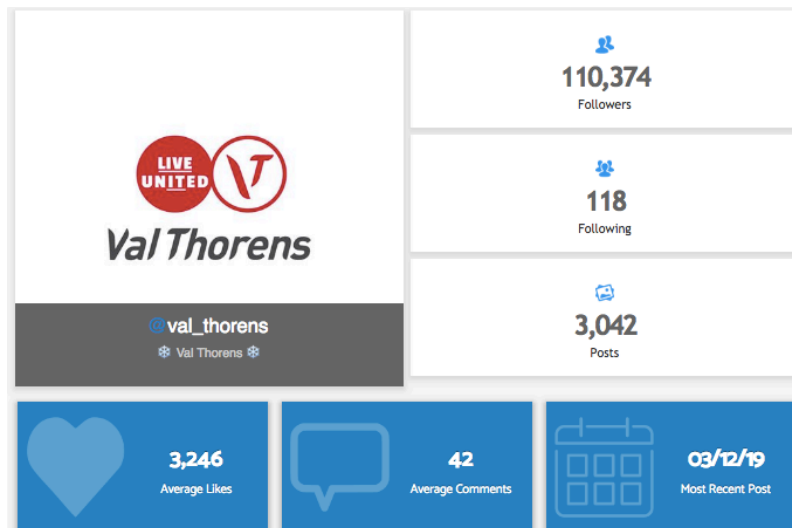 LIVE
UNITED
VT
Val Thorens
@val_thorens
❄ Val Thorens ❄
110,374
Followers
118
Following
3,042
Posts
3,246
Average Likes
42
Average Comments
03/12/19
Most Recent Post